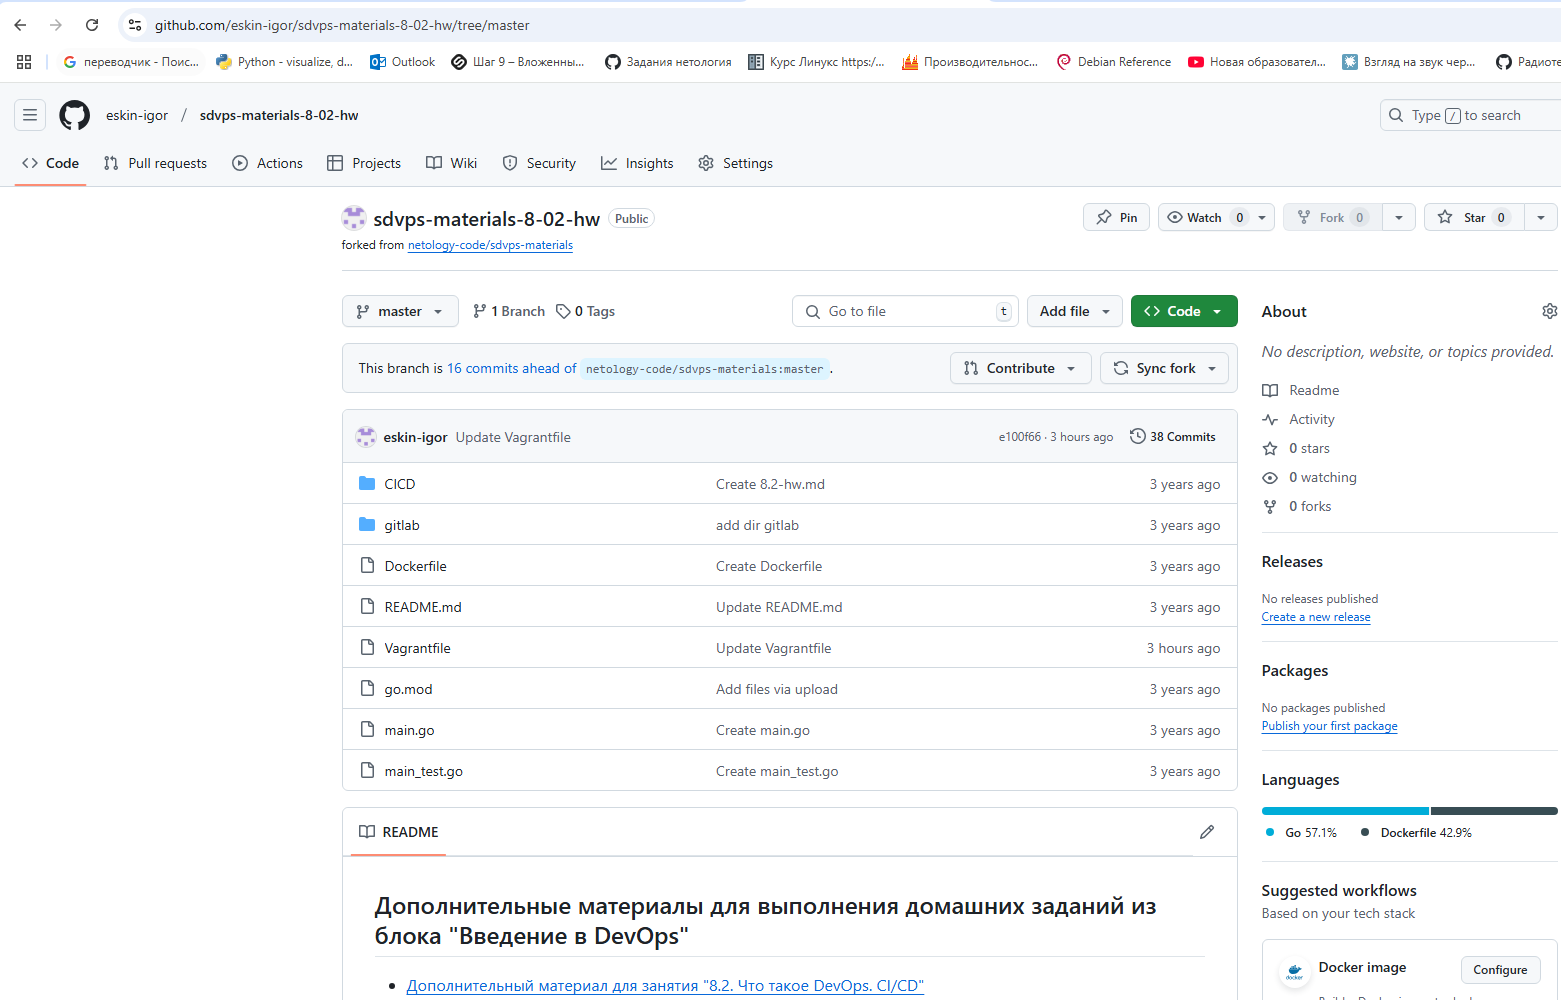 github.com/eskin-igor/sdvps-materials-8-02-hw/tree/master
переводчик - Поис... Python - visualize, d... Outlook Шаг 9 – Вложенны... Задания нетология Курс Линукс https:/... Производительнос... Debian Reference Новая образовател... Взгляд на звук чер... Радиоте
eskin-igor / sdvps-materials-8-02-hw Type / to search
Code Pull requests Actions Projects Wiki Security Insights Settings
sdvps-materials-8-02-hw Public Pin Watch 0 Fork 0 Star 0
forked from netology-code/sdvps-materials
master 1 Branch 0 Tags Go to file t Add file Code
This branch is 16 commits ahead of netology-code/sdvps-materials:master. Contribute Sync fork
eskin-igor Update Vagrantfile e100f66 · 3 hours ago 38 Commits
CICD Create 8.2-hw.md 3 years ago
gitlab add dir gitlab 3 years ago
Dockerfile Create Dockerfile 3 years ago
README.md Update README.md 3 years ago
Vagrantfile Update Vagrantfile 3 hours ago
go.mod Add files via upload 3 years ago
main.go Create main.go 3 years ago
main_test.go Create main_test.go 3 years ago
README
Дополнительные материалы для выполнения домашних заданий из
блока "Введение в DevOps"
Дополнительный материал для занятия "8.2. Что такое DevOps. CI/CD"
About
No description, website, or topics provided.
Readme
Activity
0 stars
0 watching
0 forks
Releases
No releases published
Create a new release
Packages
No packages published
Publish your first package
Languages
Go 57.1% Dockerfile 42.9%
Suggested workflows
Based on your tech stack
docker Docker image Configure